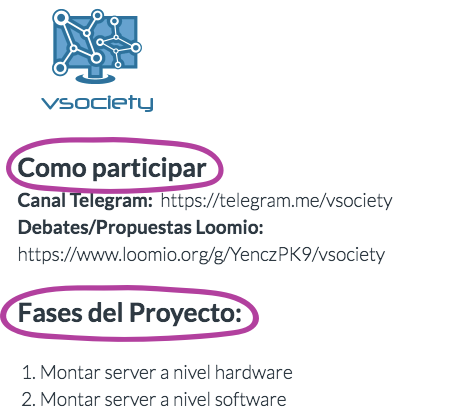 vsociety
Como participar
Canal Telegram: https://telegram.me/vsociety
Debates/Propuestas Loomio:
https://www.loomio.org/g/YenczPK9/vsociety
Fases del Proyecto:
1. Montar server a nivel hardware
2. Montar server a nivel software